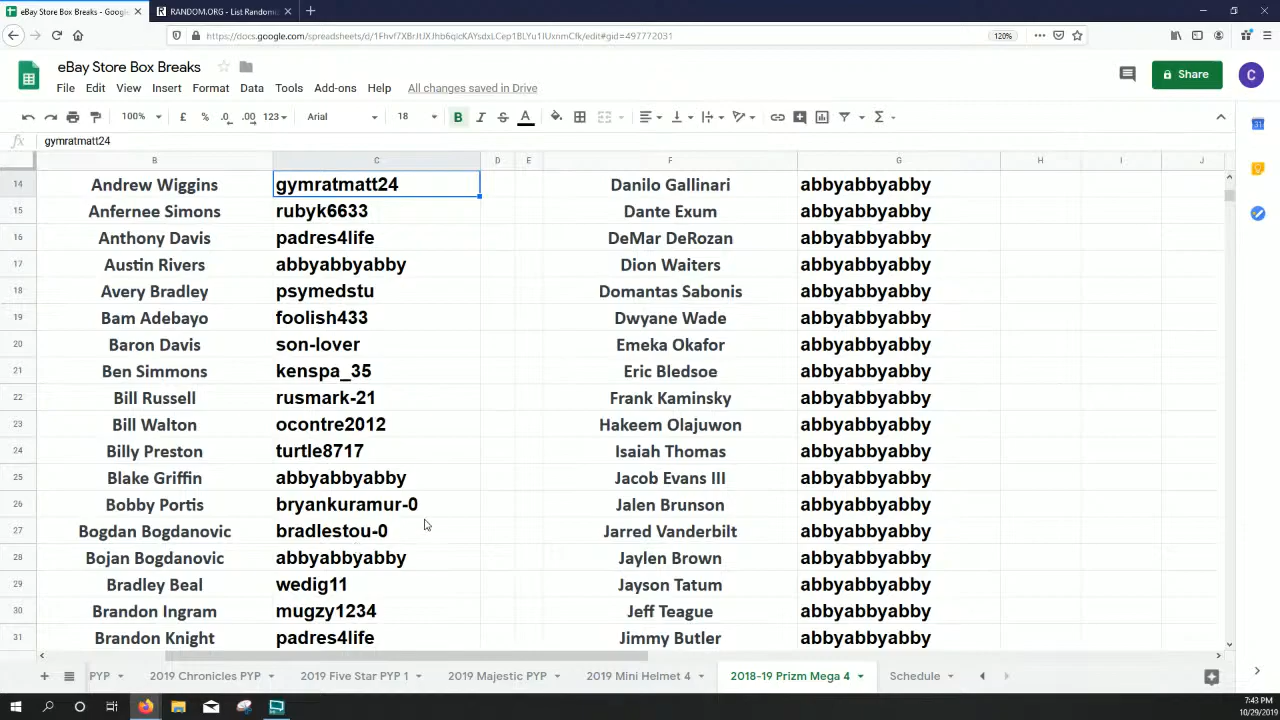 eBay Store Box Breaks - Google
RANDOM.ORG - List Randomiz
120%
eBay Store Box Breaks
File Edit View Insert Format Data Tools Add-ons Help All changes saved in Drive
Share
C
100% £ % .0 .00 123 Arial 18 B I S A
fx gymratmatt24
B C D E F G H I J
14 Andrew Wiggins gymratmatt24 Danilo Gallinari abbyabbyabby
15 Anfernee Simons rubyk6633 Dante Exum abbyabbyabby
16 Anthony Davis padres4life DeMar DeRozan abbyabbyabby
17 Austin Rivers abbyabbyabby Dion Waiters abbyabbyabby
18 Avery Bradley psymedstu Domantas Sabonis abbyabbyabby
19 Bam Adebayo foolish433 Dwyane Wade abbyabbyabby
20 Baron Davis son-lover Emeka Okafor abbyabbyabby
21 Ben Simmons kenspa_35 Eric Bledsoe abbyabbyabby
22 Bill Russell rusmark-21 Frank Kaminsky abbyabbyabby
23 Bill Walton ocontre2012 Hakeem Olajuwon abbyabbyabby
24 Billy Preston turtle8717 Isaiah Thomas abbyabbyabby
25 Blake Griffin abbyabbyabby Jacob Evans III abbyabbyabby
26 Bobby Portis bryankuramur-0 Jalen Brunson abbyabbyabby
27 Bogdan Bogdanovic bradlestou-0 Jarred Vanderbilt abbyabbyabby
28 Bojan Bogdanovic abbyabbyabby Jaylen Brown abbyabbyabby
29 Bradley Beal wedig11 Jayson Tatum abbyabbyabby
30 Brandon Ingram mugzy1234 Jeff Teague abbyabbyabby
31 Brandon Knight padres4life Jimmy Butler abbyabbyabby
PYP 2019 Chronicles PYP 2019 Five Star PYP 1 2019 Majestic PYP 2019 Mini Helmet 4 2018-19 Prizm Mega 4 Schedule
7:43 PM
10/29/2019